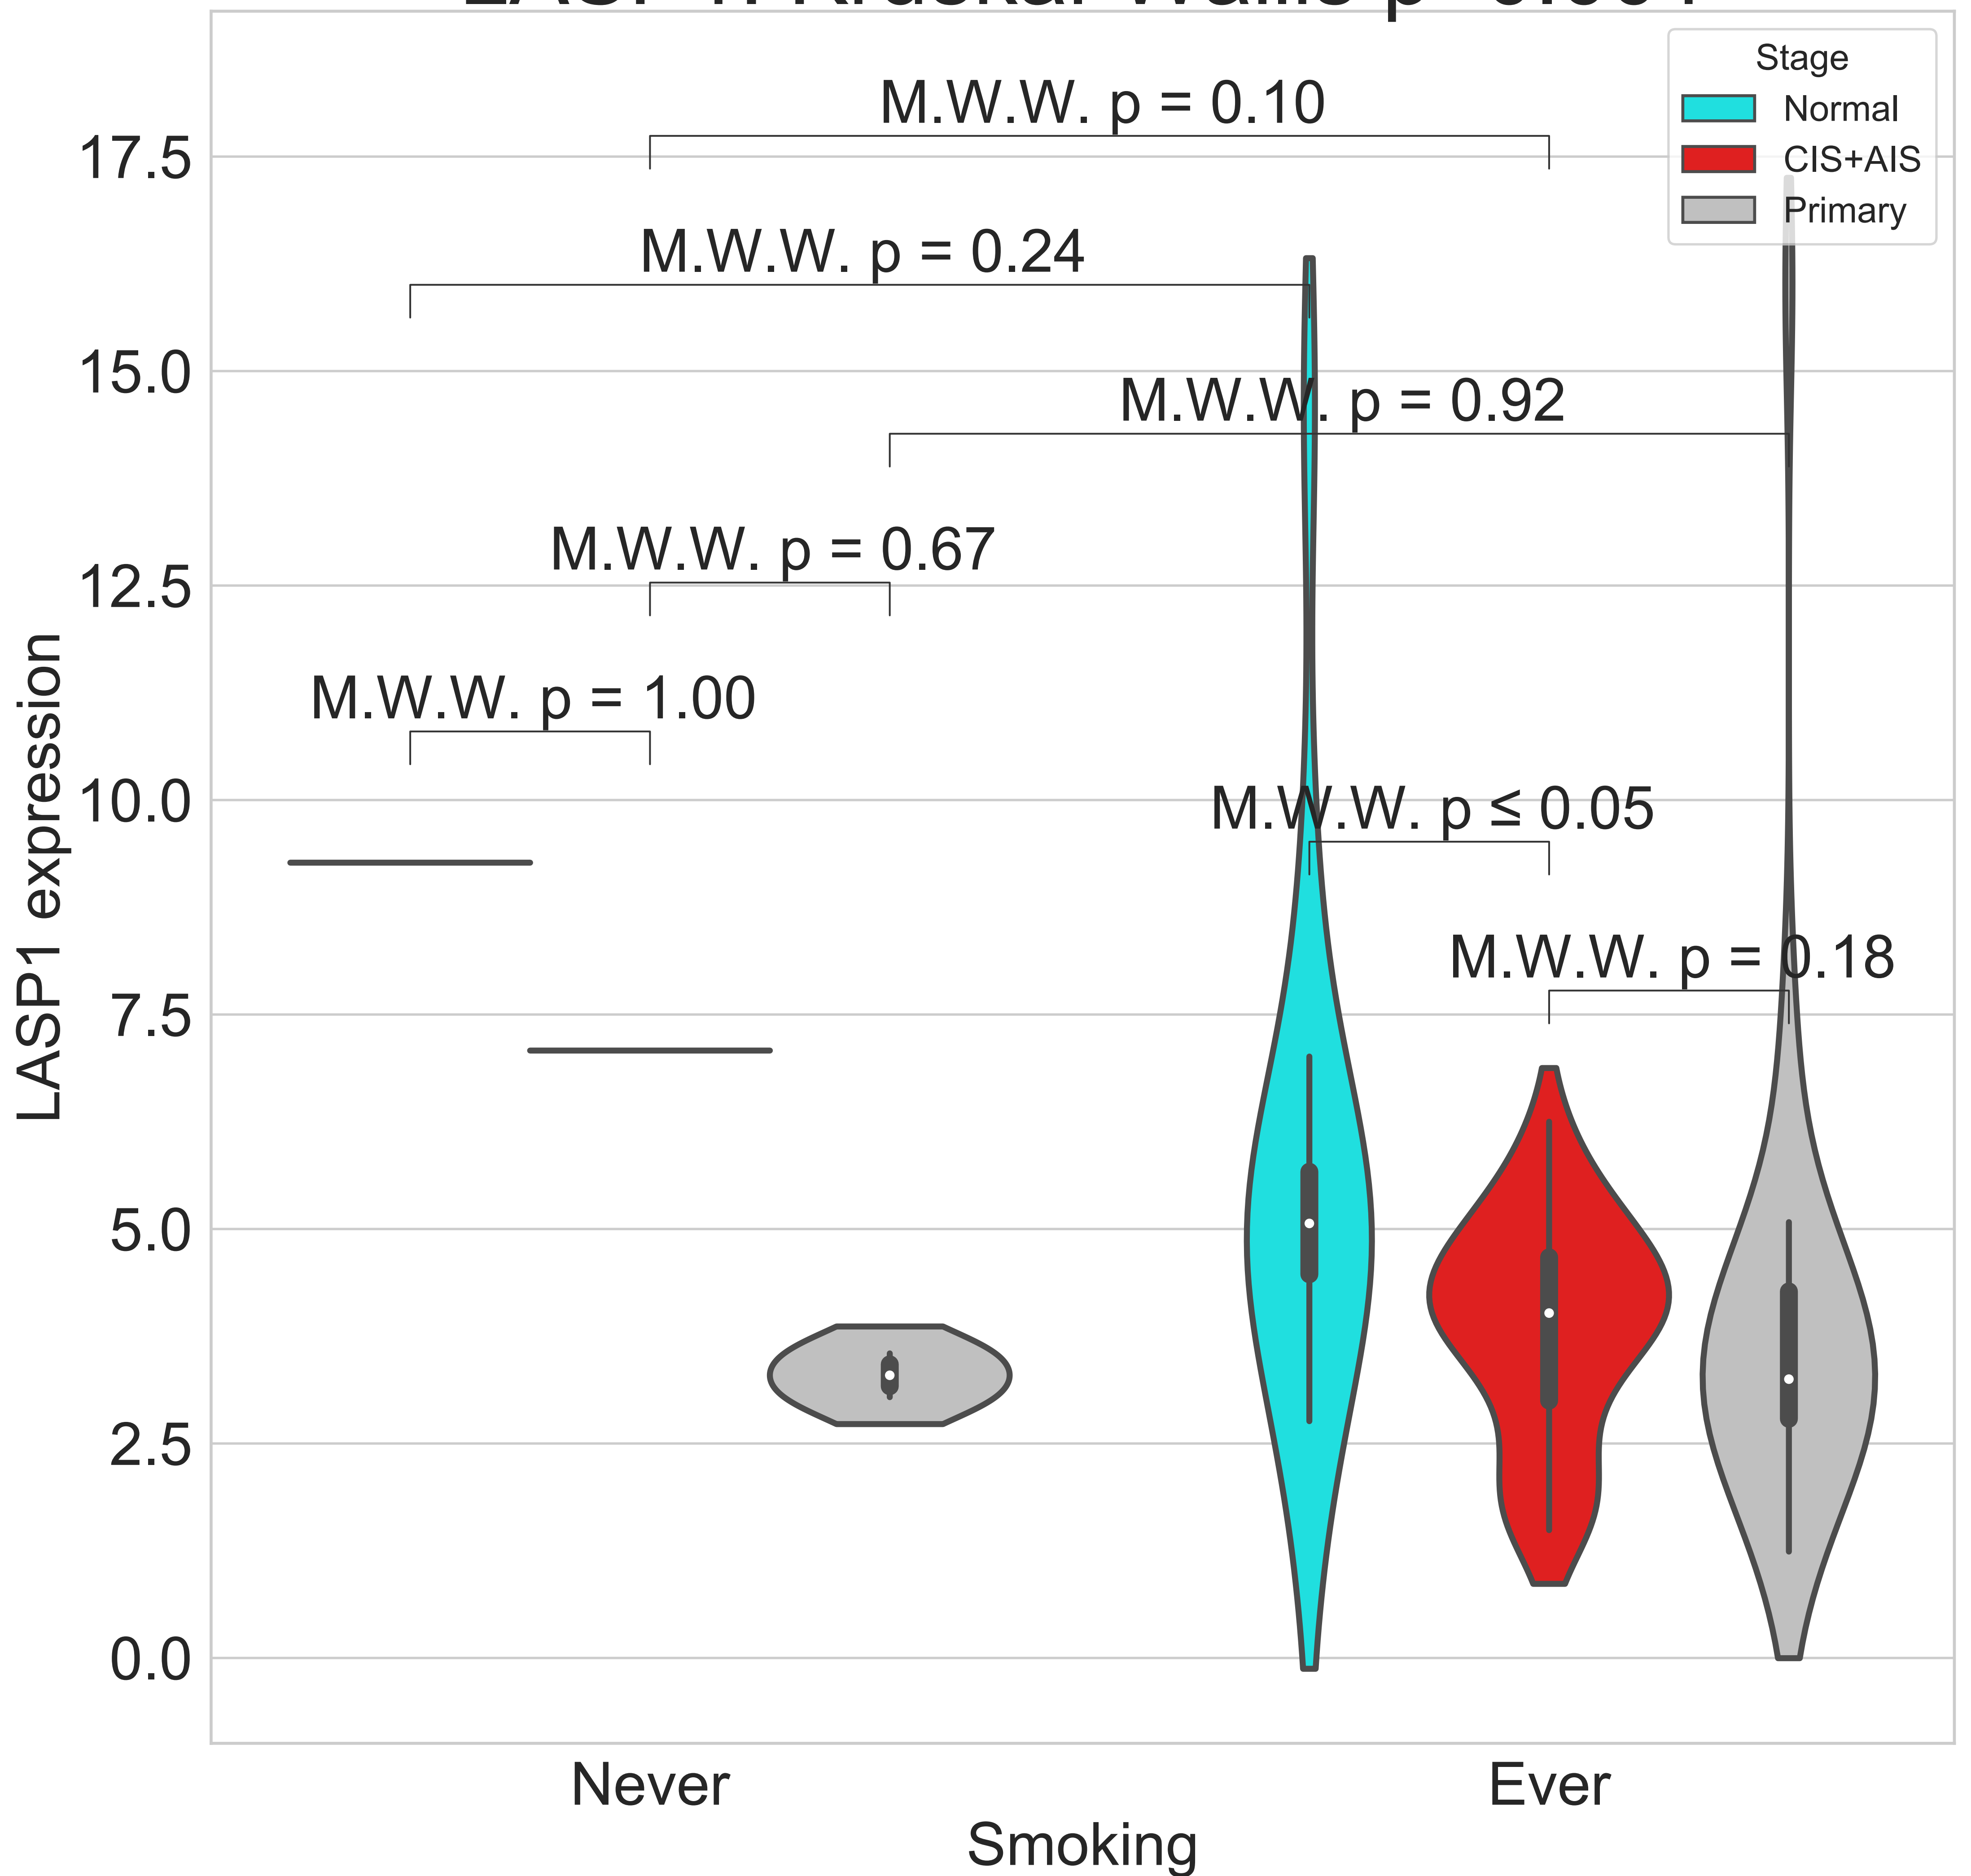 Stage
Normal
CIS+AIS
Primary
M.W.W. p = 0.10
17.5
M.W.W. p = 0.24
15.0
M.W.W. p = 0.92
M.W.W. p = 0.67
12.5
M.W.W. p = 1.00
10.0
M.W.W. p ≤ 0.05
M.W.W. p = 0.18
7.5
5.0
2.5
0.0
LASP1 expression
Never
Ever
Smoking